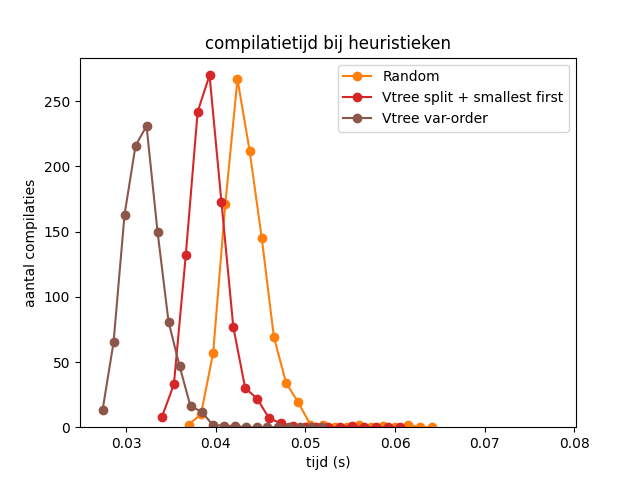 compilatietijd bij heuristieken
Random
Vtree split + smallest first
Vtree var-order
aantal compilaties
250
200
150
100
50
0
0.03 0.04 0.05 0.06 0.07 0.08
tijd (s)